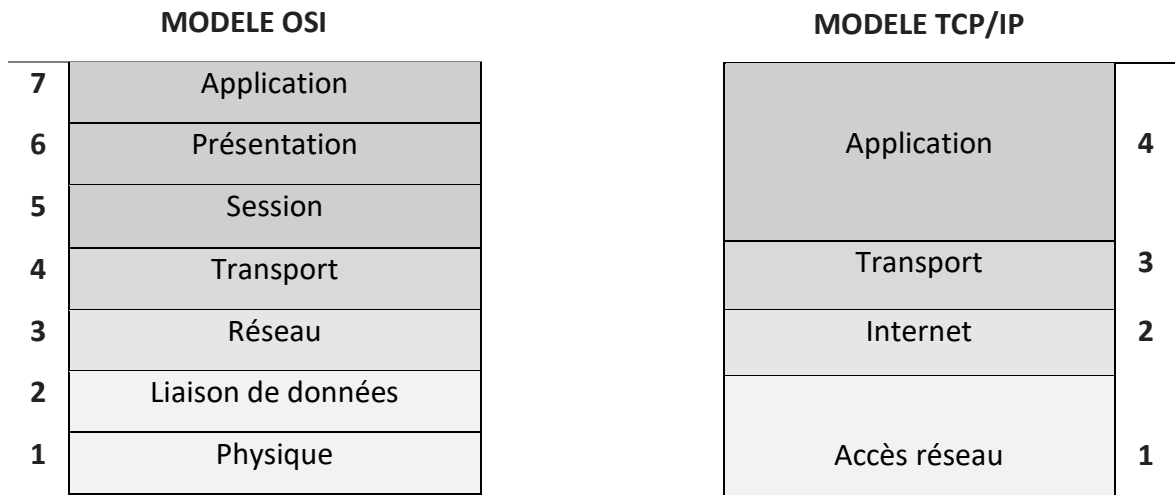 MODELE OSI
7 Application
6 Présentation
5 Session
4 Transport
3 Réseau
2 Liaison de données
1 Physique
MODELE TCP/IP
Application 4
Transport 3
Internet 2
Accès réseau 1